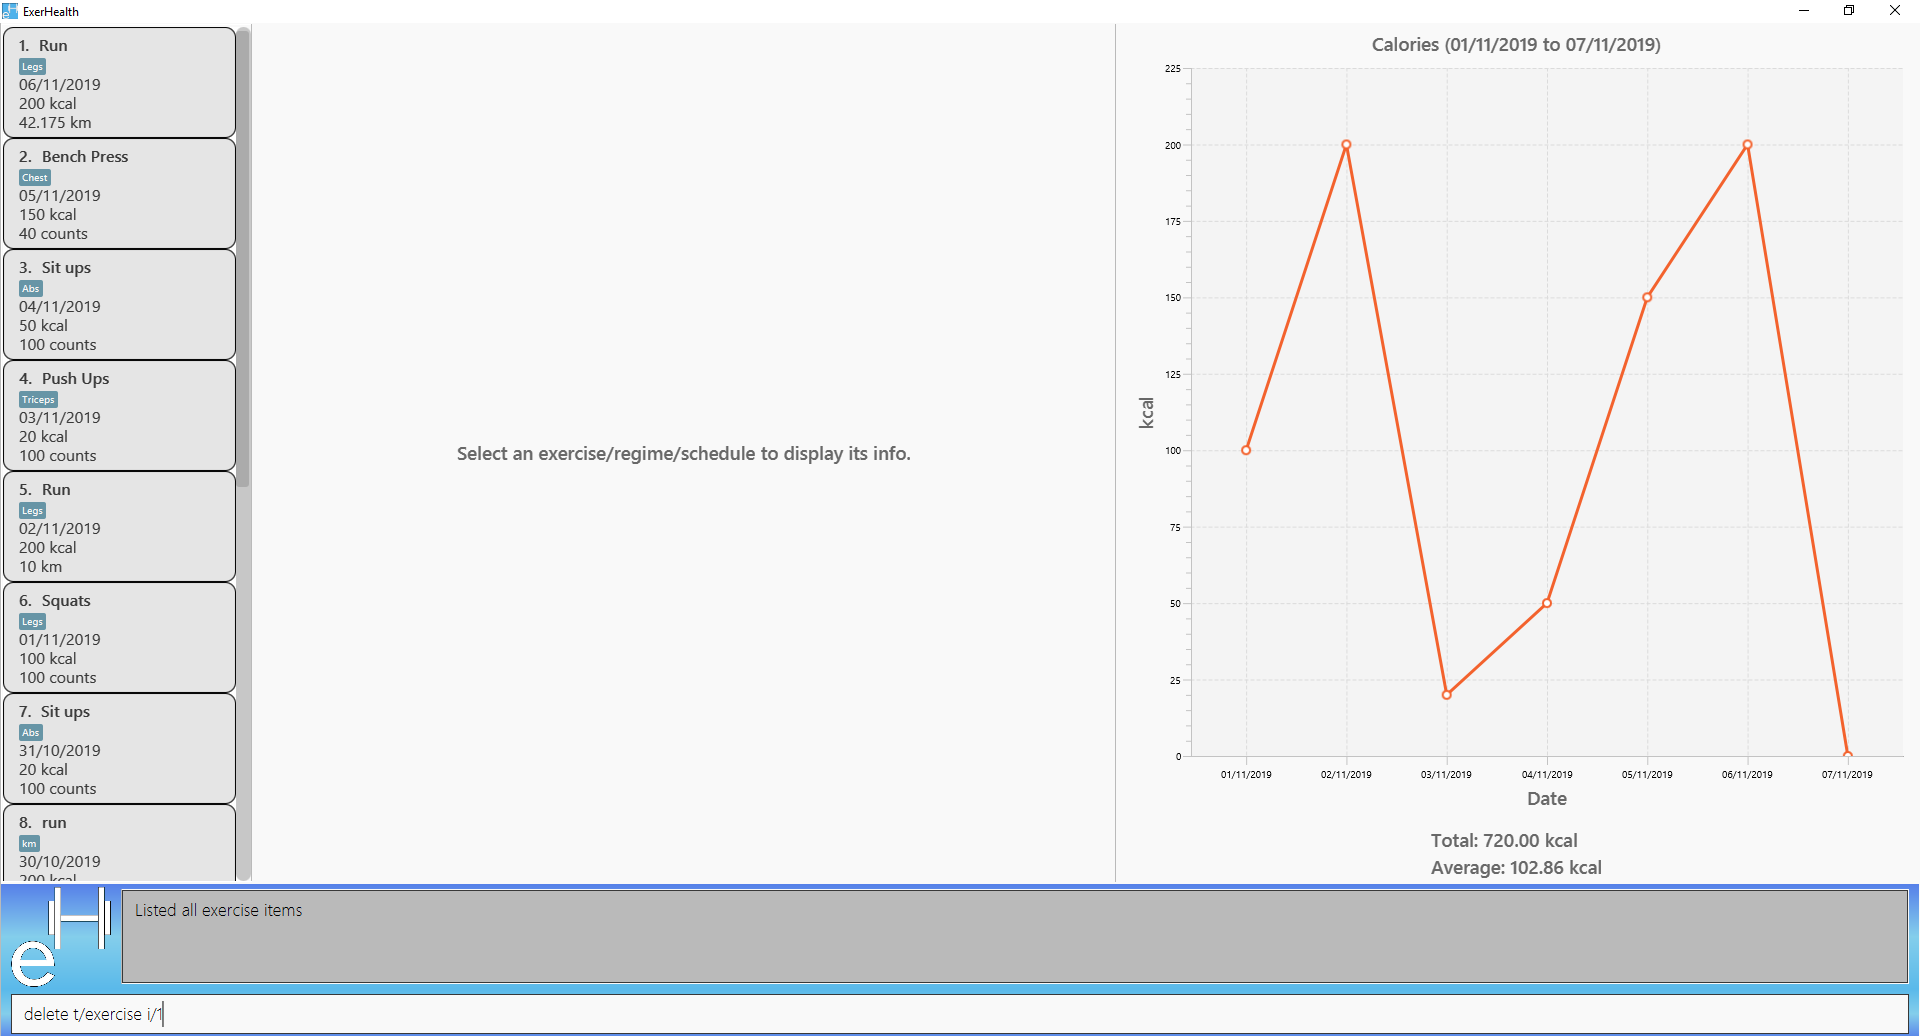 ExerHealth
1. Run
Legs
06/11/2019
200 kcal
42.175 km
2. Bench Press
Chest
05/11/2019
150 kcal
40 counts
3. Sit ups
Abs
04/11/2019
50 kcal
100 counts
4. Push Ups
Triceps
03/11/2019
20 kcal
100 counts
5. Run
Legs
02/11/2019
200 kcal
10 km
6. Squats
Legs
01/11/2019
100 kcal
100 counts
7. Sit ups
Abs
31/10/2019
20 kcal
100 counts
8. run
km
30/10/2019
200 kcal
Select an exercise/regime/schedule to display its info.
Calories (01/11/2019 to 07/11/2019)
225
200
175
150
125
100
75
50
25
0
kcal
01/11/2019 02/11/2019 03/11/2019 04/11/2019 05/11/2019 06/11/2019 07/11/2019
Date
Total: 720.00 kcal
Average: 102.86 kcal
eH
Listed all exercise items
delete t/exercise i/1